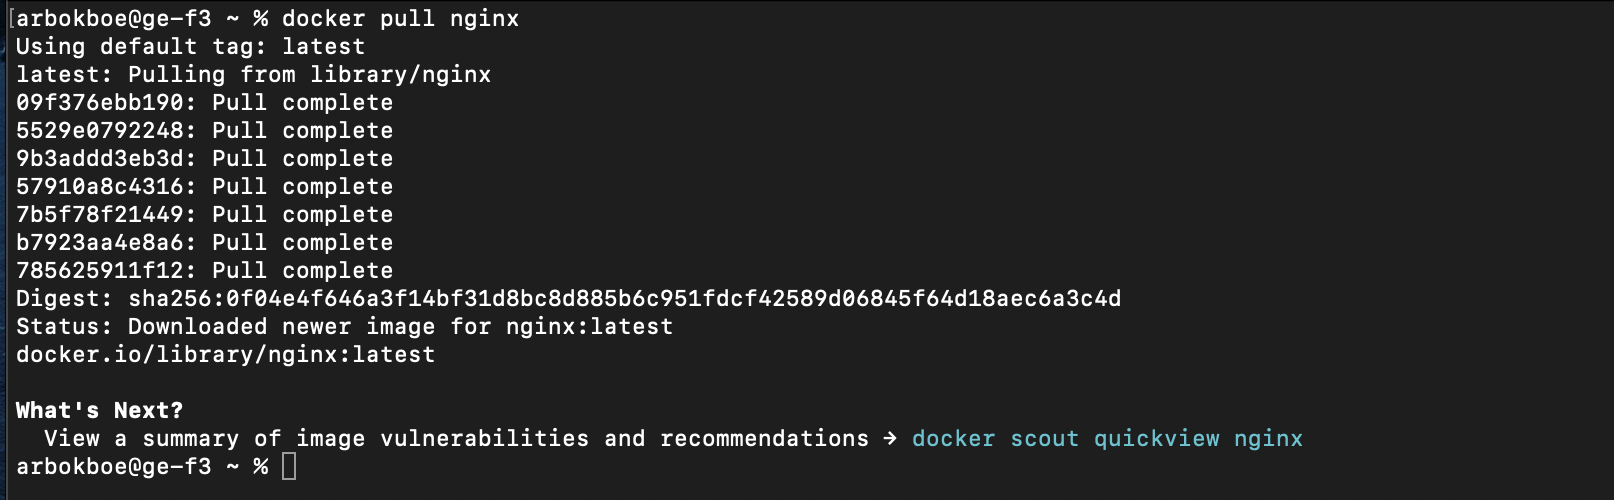 [arbokboe@ge-f3 ~ % docker pull nginx
Using default tag: latest
latest: Pulling from library/nginx
09f376ebb190: Pull complete
5529e0792248: Pull complete
9b3addd3eb3d: Pull complete
57910a8c4316: Pull complete
7b5f78f21449: Pull complete
b7923aa4e8a6: Pull complete
785625911f12: Pull complete
Digest: sha256:0f04e4f646a3f14bf31d8bc8d885b6c951fdcf42589d06845f64d18aec6a3c4d
Status: Downloaded newer image for nginx:latest
docker.io/library/nginx:latest
What's Next?
View a summary of image vulnerabilities and recommendations → docker scout quickview nginx
arbokboe@ge-f3 ~ %